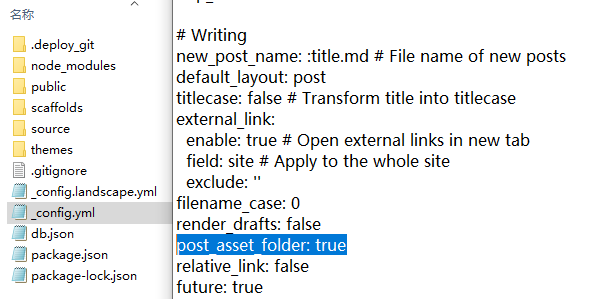 名称
.deploy_git
node_modules
public
scaffolds
source
themes
.gitignore
_config.landscape.yml
_config.yml
db.json
package.json
package-lock.json
# Writing
new_post_name: :title.md # File name of new posts
default_layout: post
titlecase: false # Transform title into titlecase
external_link:
  enable: true # Open external links in new tab
  field: site # Apply to the whole site
  exclude: ''
filename_case: 0
render_drafts: false
post_asset_folder: true
relative_link: false
future: true